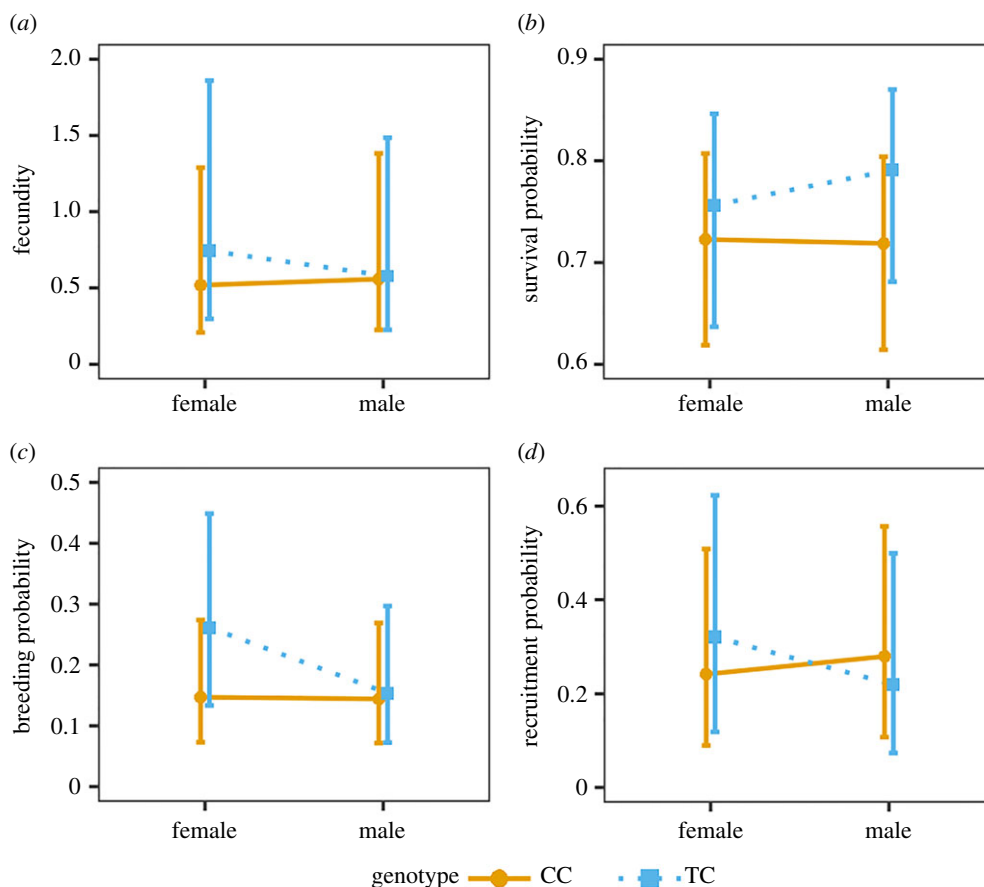 (a)
fecundity
2.0
1.5
1.0
0.5
0
female male
(b)
survival probability
0.9
0.8
0.7
0.6
female male
(c)
breeding probability
0.5
0.4
0.3
0.2
0.1
0
female male
(d)
recruitment probability
0.6
0.4
0.2
0
female male
genotype CC TC